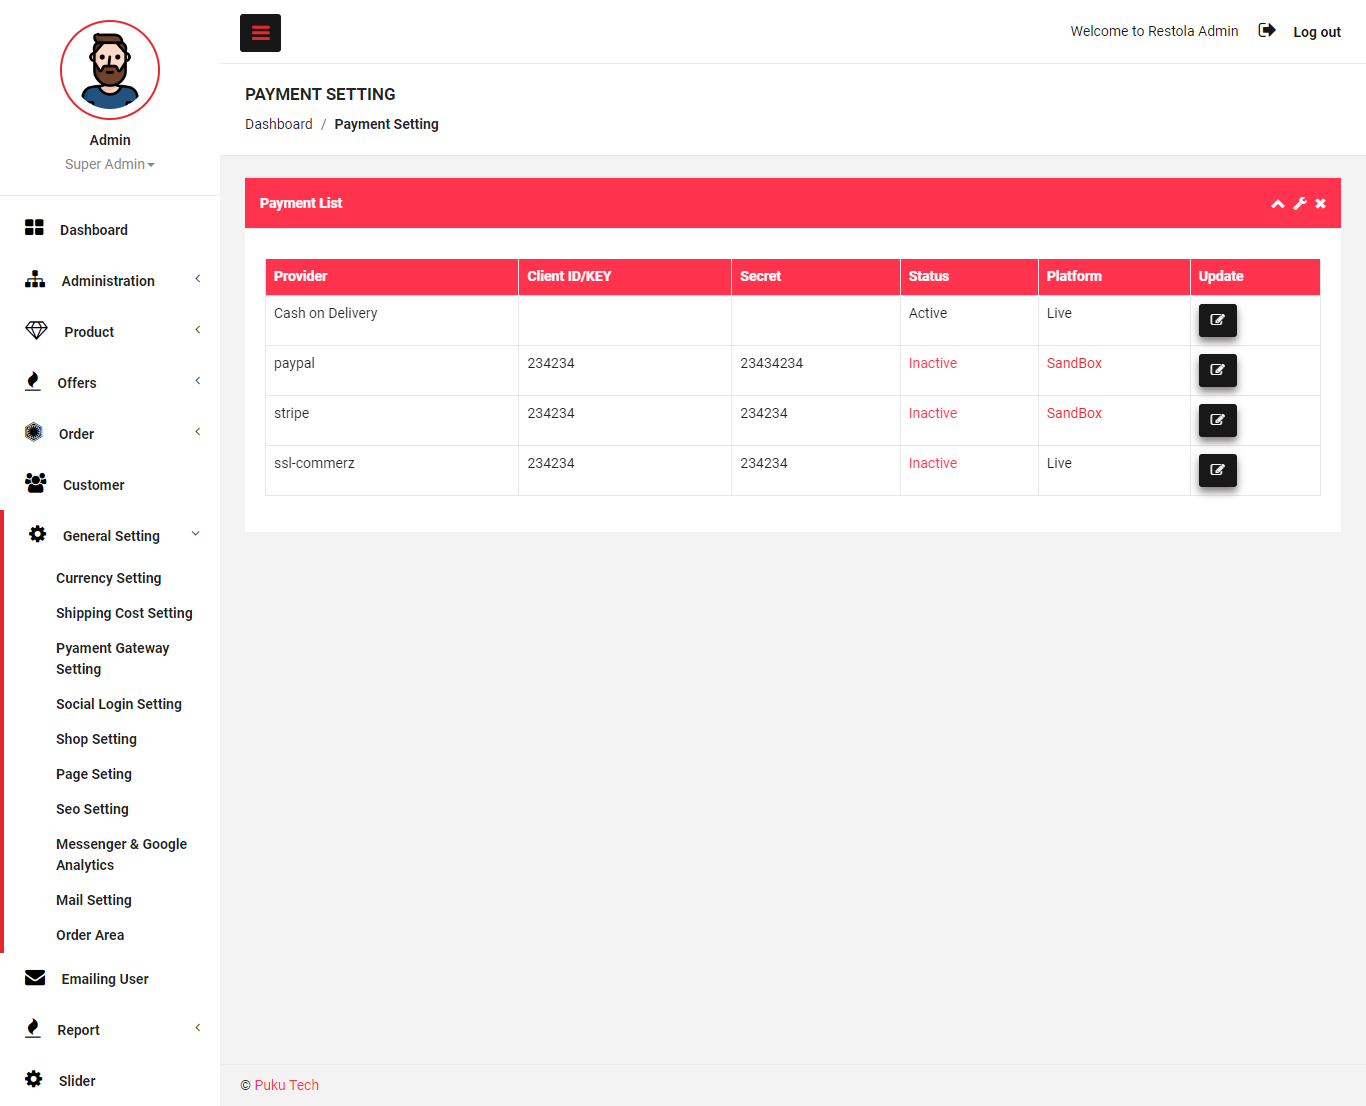 Admin
Super Admin
Dashboard
Administration
Product
Offers
Order
Customer
General Setting
Currency Setting
Shipping Cost Setting
Pyament Gateway
Setting
Social Login Setting
Shop Setting
Page Seting
Seo Setting
Messenger & Google
Analytics
Mail Setting
Order Area
Emailing User
Report
Slider
Welcome to Restola Admin Log out
PAYMENT SETTING
Dashboard / Payment Setting
Payment List
Provider Client ID/KEY Secret Status Platform Update
Cash on Delivery Active Live
paypal 234234 23434234 Inactive SandBox
stripe 234234 234234 Inactive SandBox
ssl-commerz 234234 234234 Inactive Live
© Puku Tech